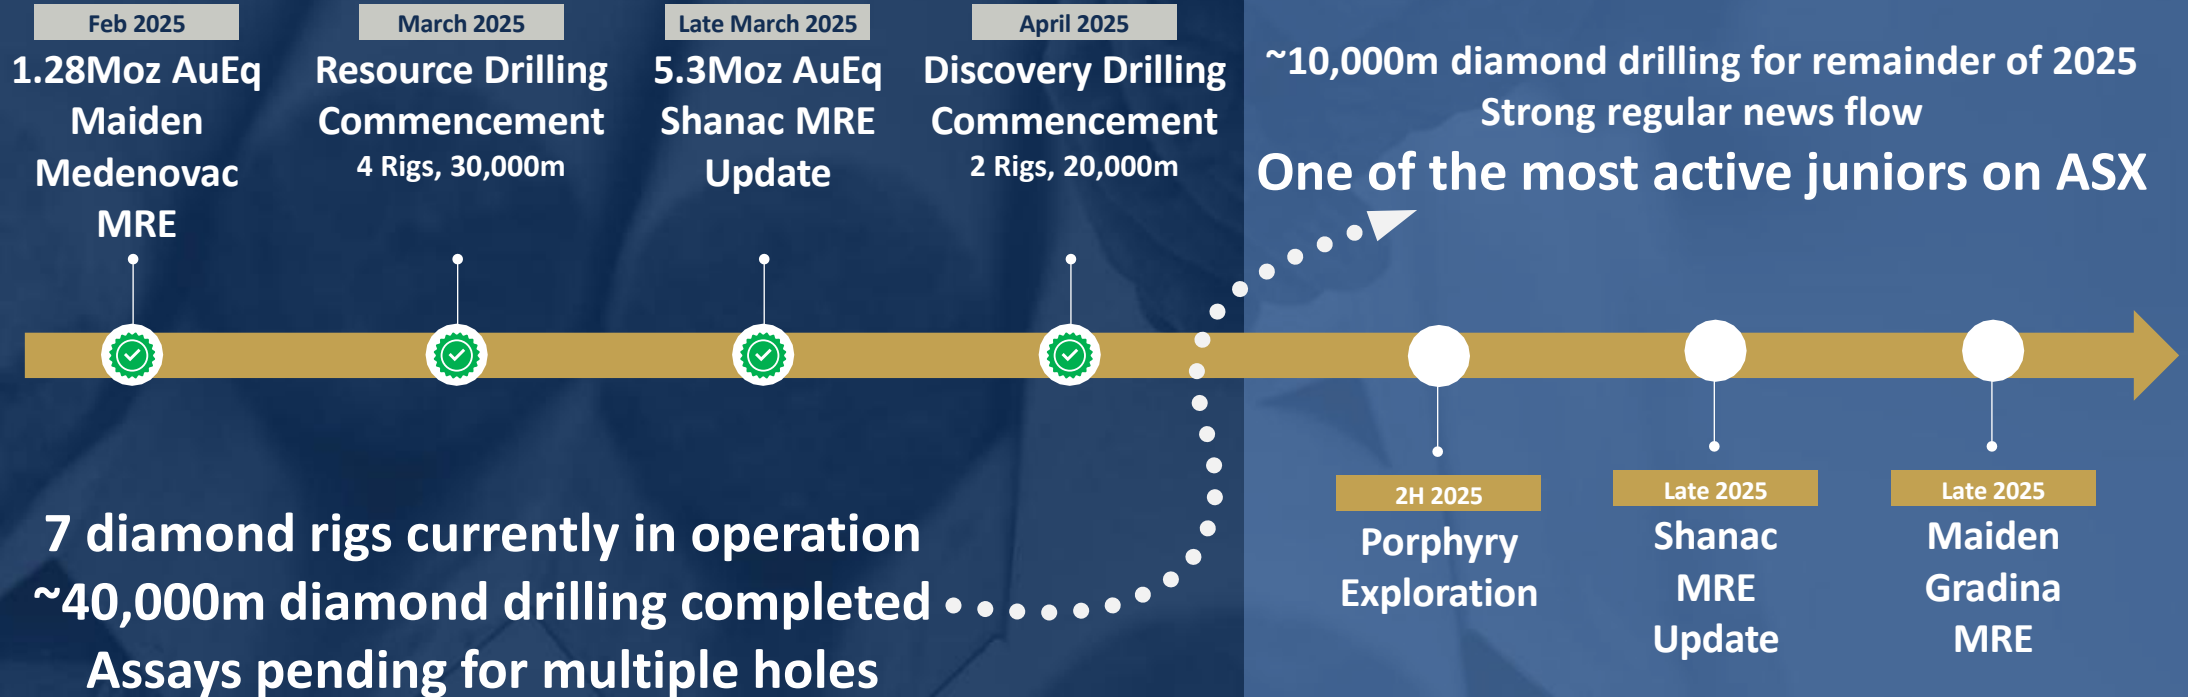 Feb 2025
1.28Moz AuEq
Maiden
Medenovac
MRE
March 2025
Resource Drilling
Commencement
4 Rigs, 30,000m
Late March 2025
5.3Moz AuEq
Shanac MRE
Update
April 2025
Discovery Drilling
Commencement
2 Rigs, 20,000m
~10,000m diamond drilling for remainder of 2025
Strong regular news flow
One of the most active juniors on ASX
7 diamond rigs currently in operation
~40,000m diamond drilling completed
Assays pending for multiple holes
2H 2025
Porphyry
Exploration
Late 2025
Shanac
MRE
Update
Late 2025
Maiden
Gradina
MRE